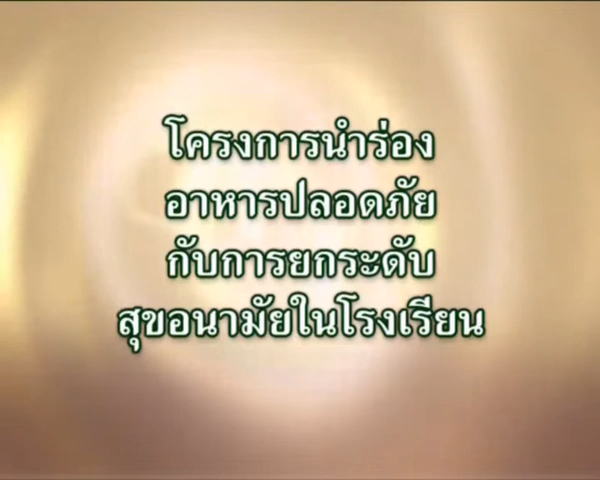 โครงการนำร่อง
อาหารปลอดภัย
กับการยกระดับ
สุขอนามัยในโรงเรียน